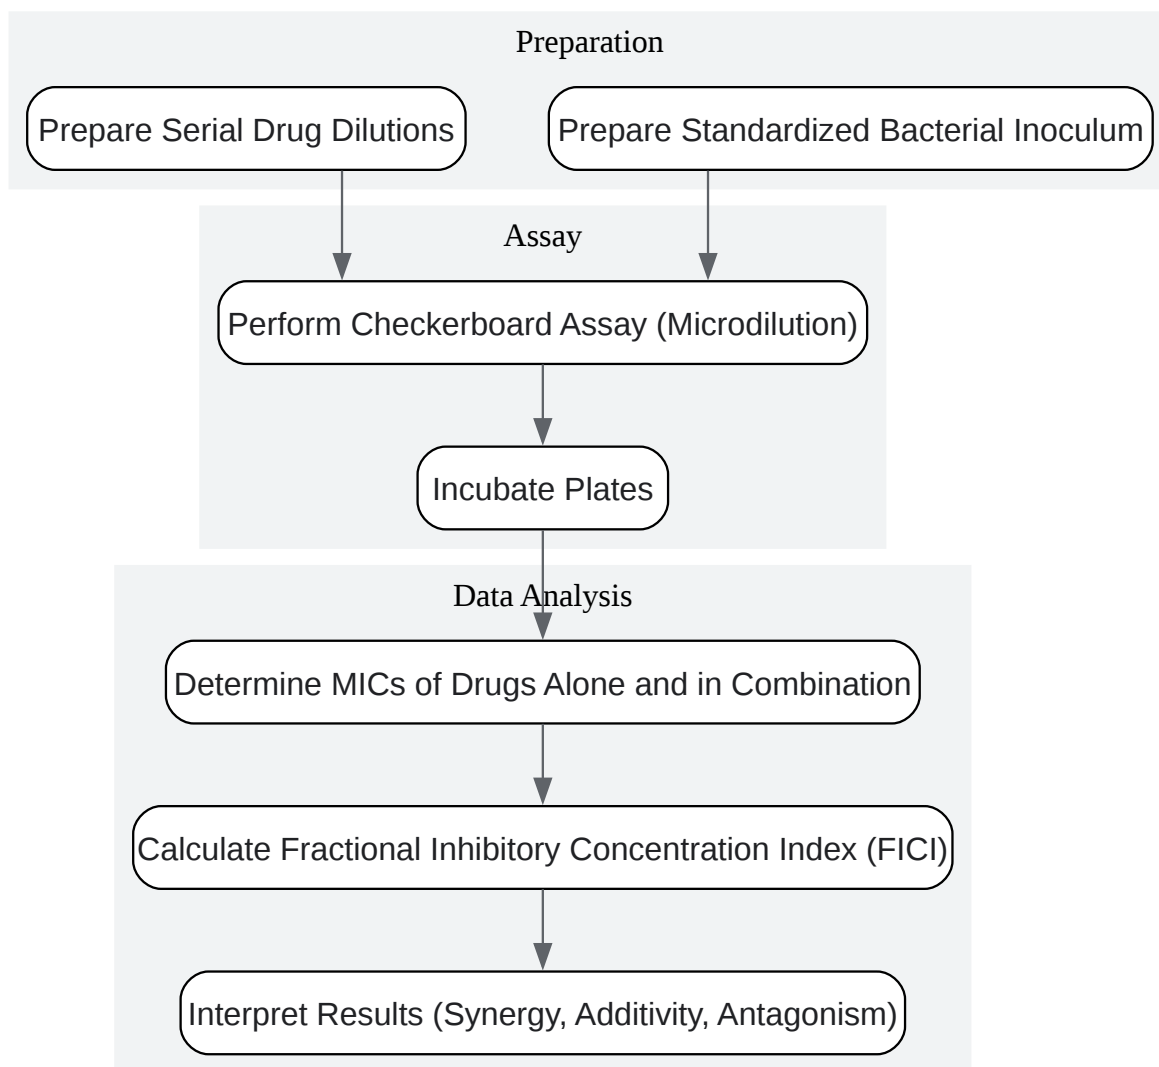 Preparation
Prepare Serial Drug Dilutions
Prepare Standardized Bacterial Inoculum
Assay
Perform Checkerboard Assay (Microdilution)
Incubate Plates
Data Analysis
Determine MICs of Drugs Alone and in Combination
Calculate Fractional Inhibitory Concentration Index (FICI)
Interpret Results (Synergy, Additivity, Antagonism)